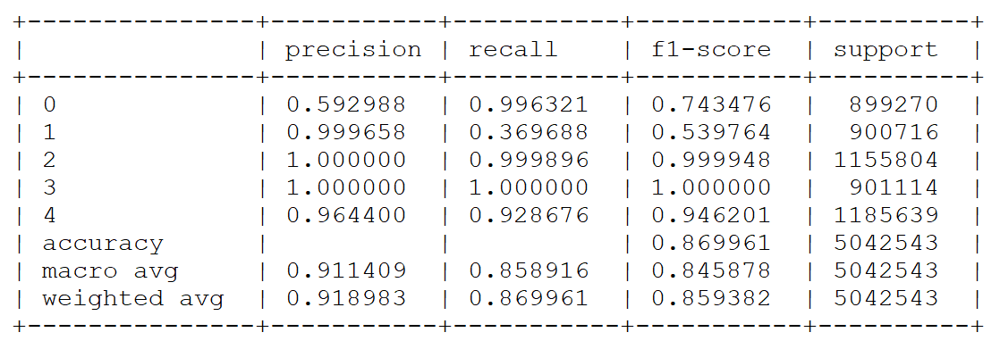 +---------------+-----------+-----------+-----------+----------+
|               | precision | recall    | f1-score  | support  |
+---------------+-----------+-----------+-----------+----------+
| 0             | 0.592988  | 0.996321  | 0.743476  |  899270  |
| 1             | 0.999658  | 0.369688  | 0.539764  |  900716  |
| 2             | 1.000000  | 0.999896  | 0.999948  | 1155804  |
| 3             | 1.000000  | 1.000000  | 1.000000  |  901114  |
| 4             | 0.964400  | 0.928676  | 0.946201  | 1185639  |
| accuracy      |           |           | 0.869961  | 5042543  |
| macro avg     | 0.911409  | 0.858916  | 0.845878  | 5042543  |
| weighted avg  | 0.918983  | 0.869961  | 0.859382  | 5042543  |
+---------------+-----------+-----------+-----------+----------+